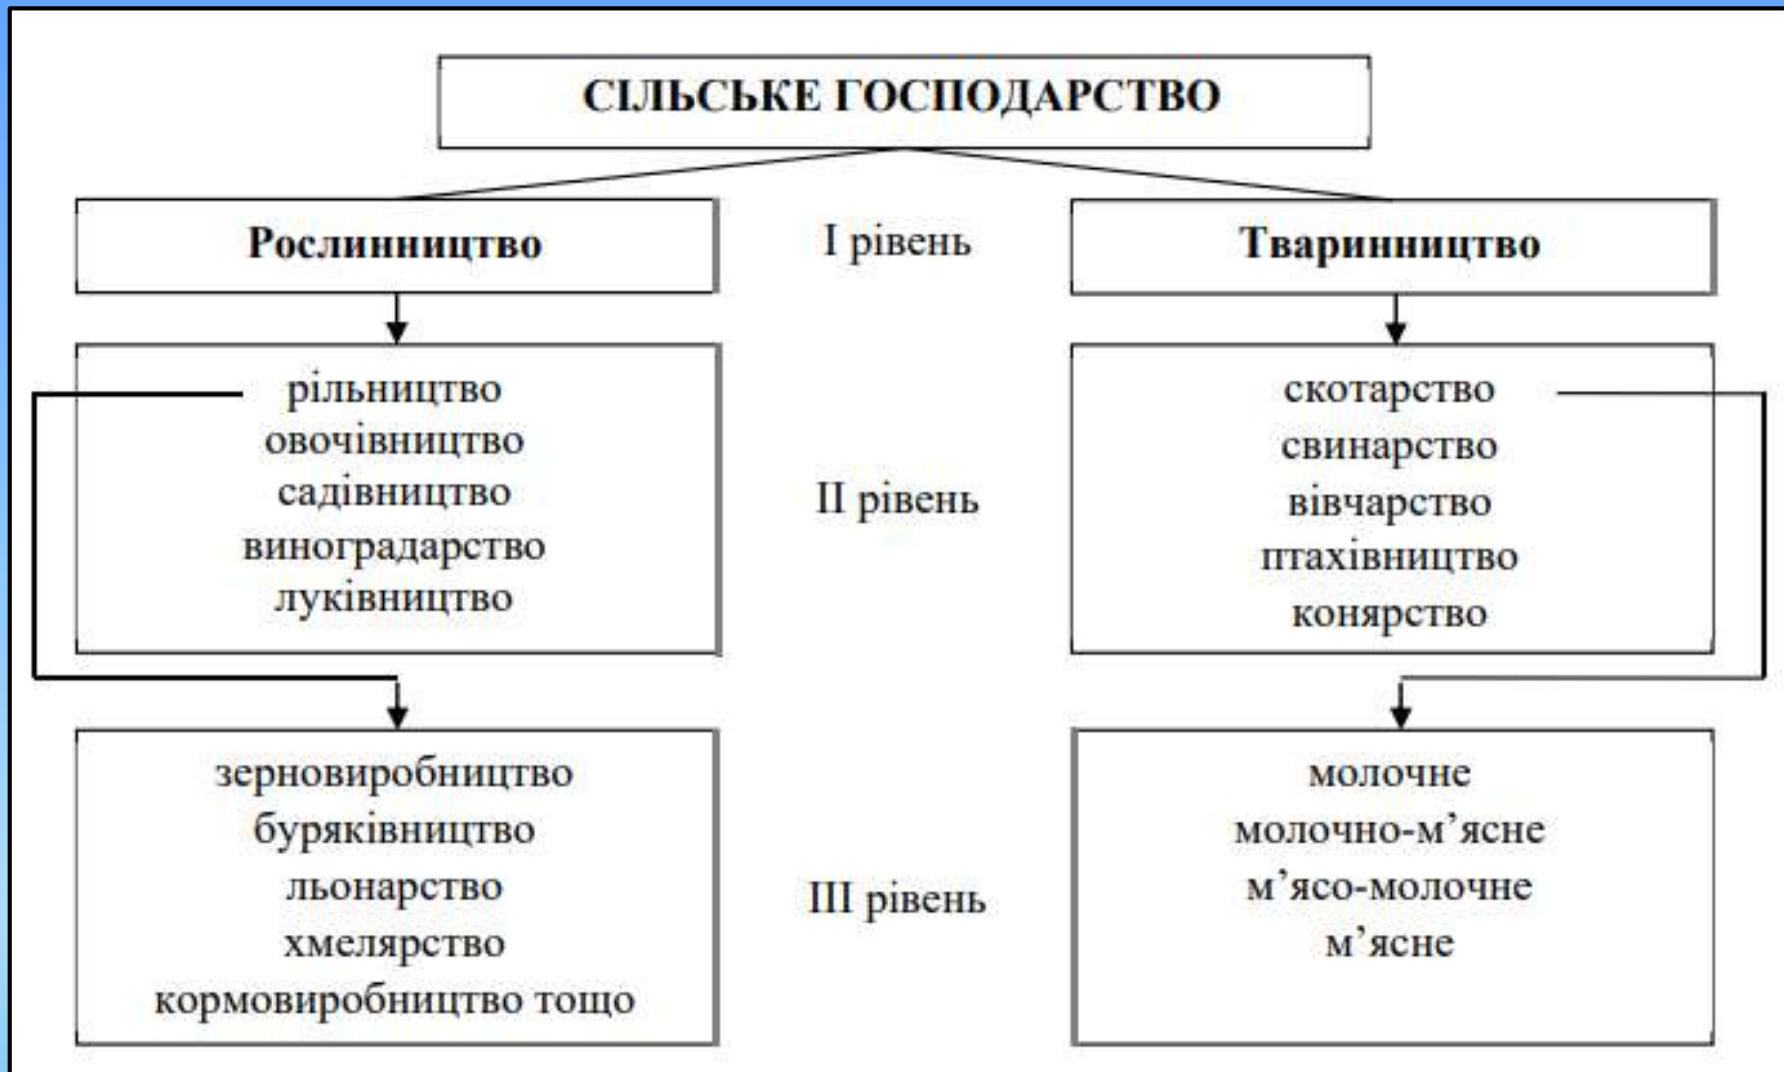 СІЛЬСЬКЕ ГОСПОДАРСТВО
Рослинництво
І рівень
Тваринництво
рільництво
овочівництво
садівництво
виноградарство
луківництво
ІІ рівень
скотарство
свинарство
вівчарство
птахівництво
конярство
зерновиробництво
буряківництво
льонарство
хмелярство
кормовиробництво тощо
ІІІ рівень
молочне
молочно-м’ясне
м’ясо-молочне
м’ясне